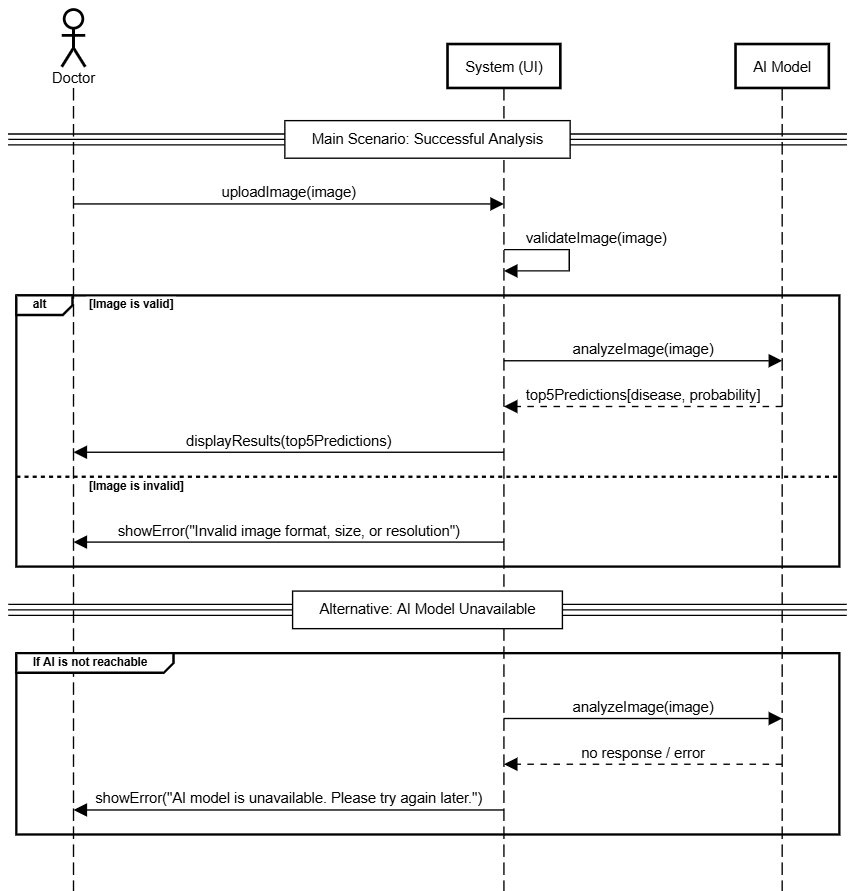 Doctor
System (UI)
AI Model
Main Scenario: Successful Analysis
uploadImage(image)
validateImage(image)
alt
[Image is valid]
analyzeImage(image)
top5Predictions[disease, probability]
displayResults(top5Predictions)
[Image is invalid]
showError("Invalid image format, size, or resolution")
Alternative: AI Model Unavailable
If AI is not reachable
analyzeImage(image)
no response / error
showError("AI model is unavailable. Please try again later.")